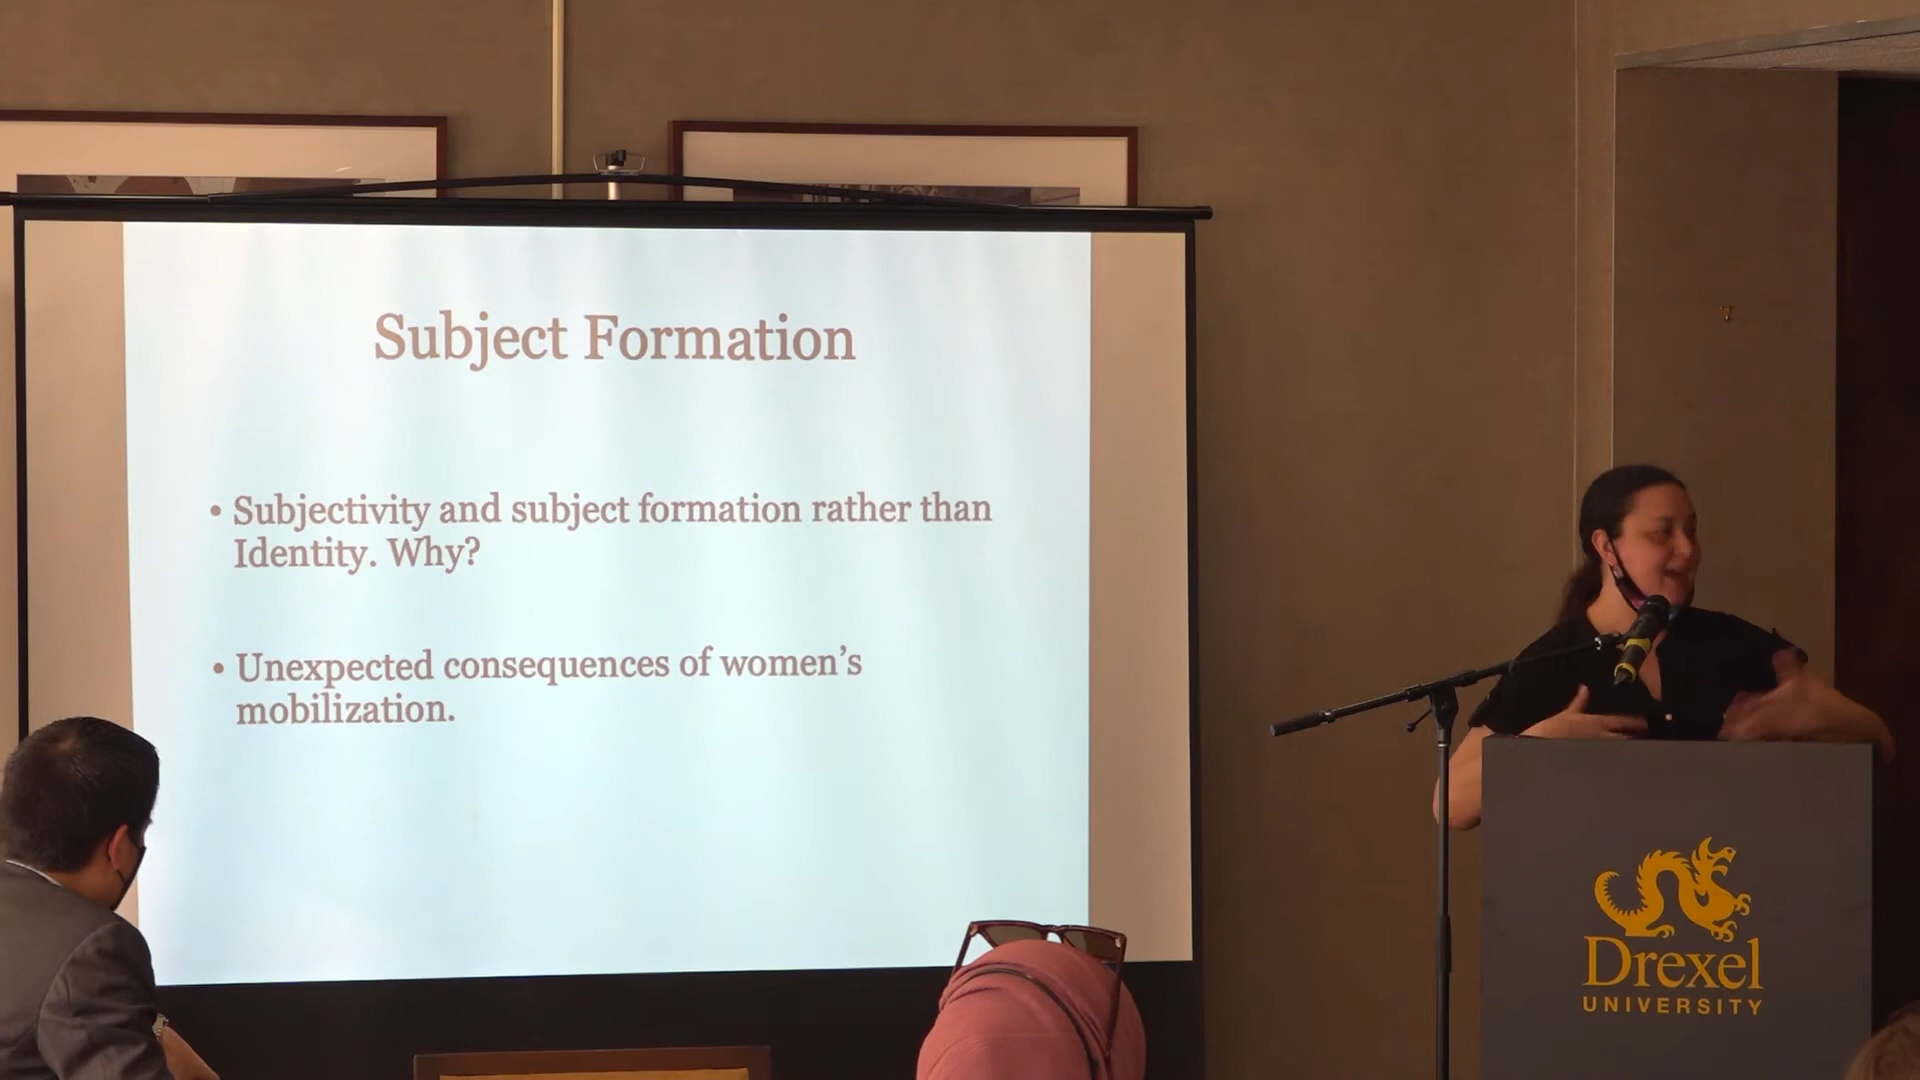 Subject Formation
• Subjectivity and subject formation rather than
Identity. Why?
• Unexpected consequences of women's
mobilization.
Drexel
UNIVERSITY